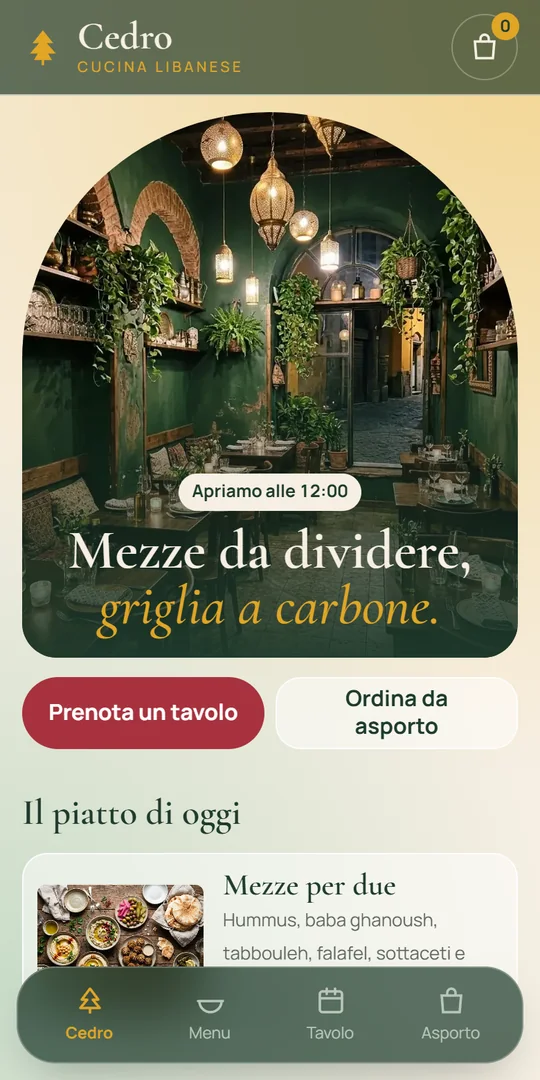 Cedro
CUCINA LIBANESE
0
Apriamo alle 12:00
Mezze da dividere,
griglia a carbone.
Prenota un tavolo
Ordina da
asporto
Il piatto di oggi
Mezze per due
Hummus, baba ghanoush,
tabbouleh, falafel, sottaceti e
Cedro
Menu
Tavolo
Asporto